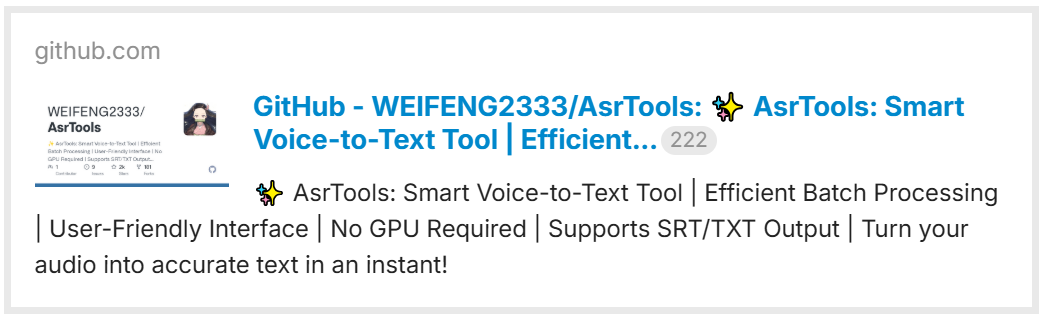 github.com
WEIFENG2333/
AsrTools
✨ AsrTools: Smart Voice-to-Text Tool | Efficient
Batch Processing | User-Friendly Interface | No
GPU Required | Supports SRT/TXT Output...
1
Contributor
9
Issues
2k
Stars
181
Forks
GitHub - WEIFENG2333/AsrTools: ✨ AsrTools: Smart
Voice-to-Text Tool | Efficient... 222
✨ AsrTools: Smart Voice-to-Text Tool | Efficient Batch Processing
| User-Friendly Interface | No GPU Required | Supports SRT/TXT Output | Turn your
audio into accurate text in an instant!